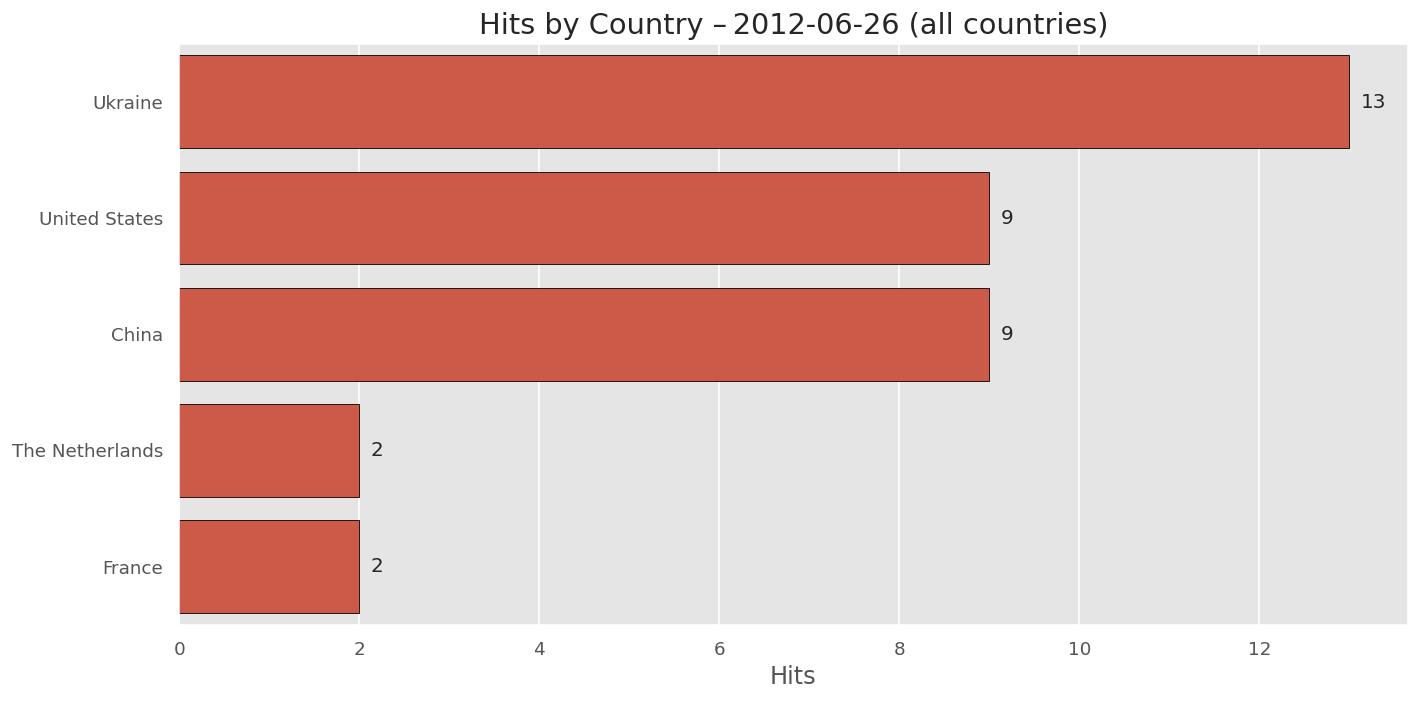 Hits by Country – 2012-06-26 (all countries)
Ukraine
13
United States
9
China
9
The Netherlands
2
France
2
0 2 4 6 8 10 12
Hits